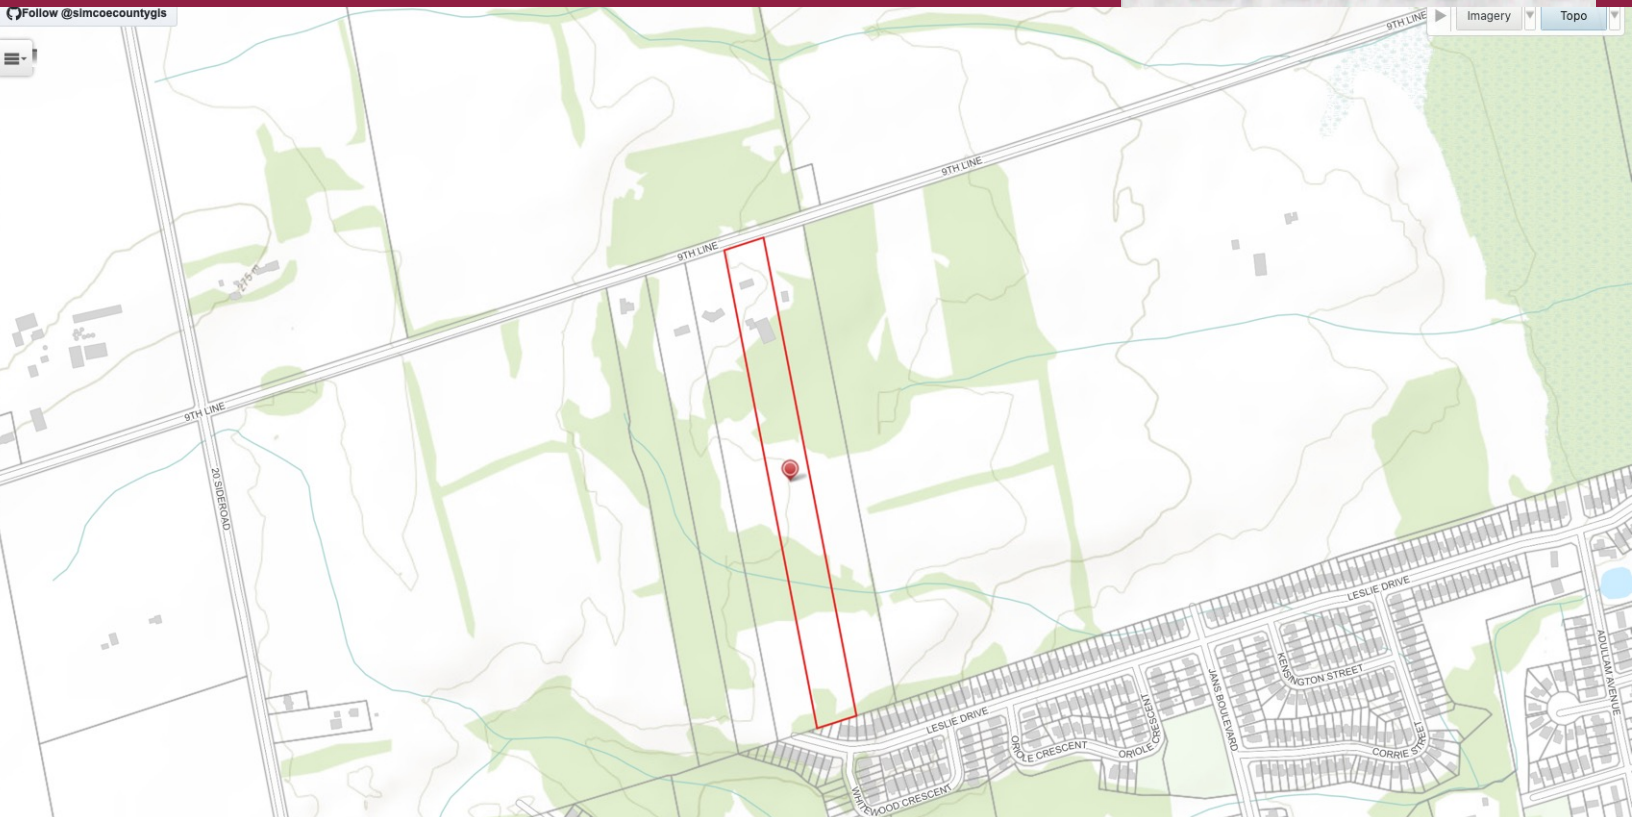 Follow @simcoecountygis
Imagery
Topo
9TH LINE
9TH LINE
9TH LINE
215 m
9TH LINE
20 SIDEROAD
LESLIE DRIVE
ADULLAM AVENUE
KENSINGTON STREET
JANS BOULEVARD
LESLIE DRIVE
ORIOLE CRESCENT
ORIOLE CRESCENT
CORRIE STREET
WHITEWOOD CRESCENT